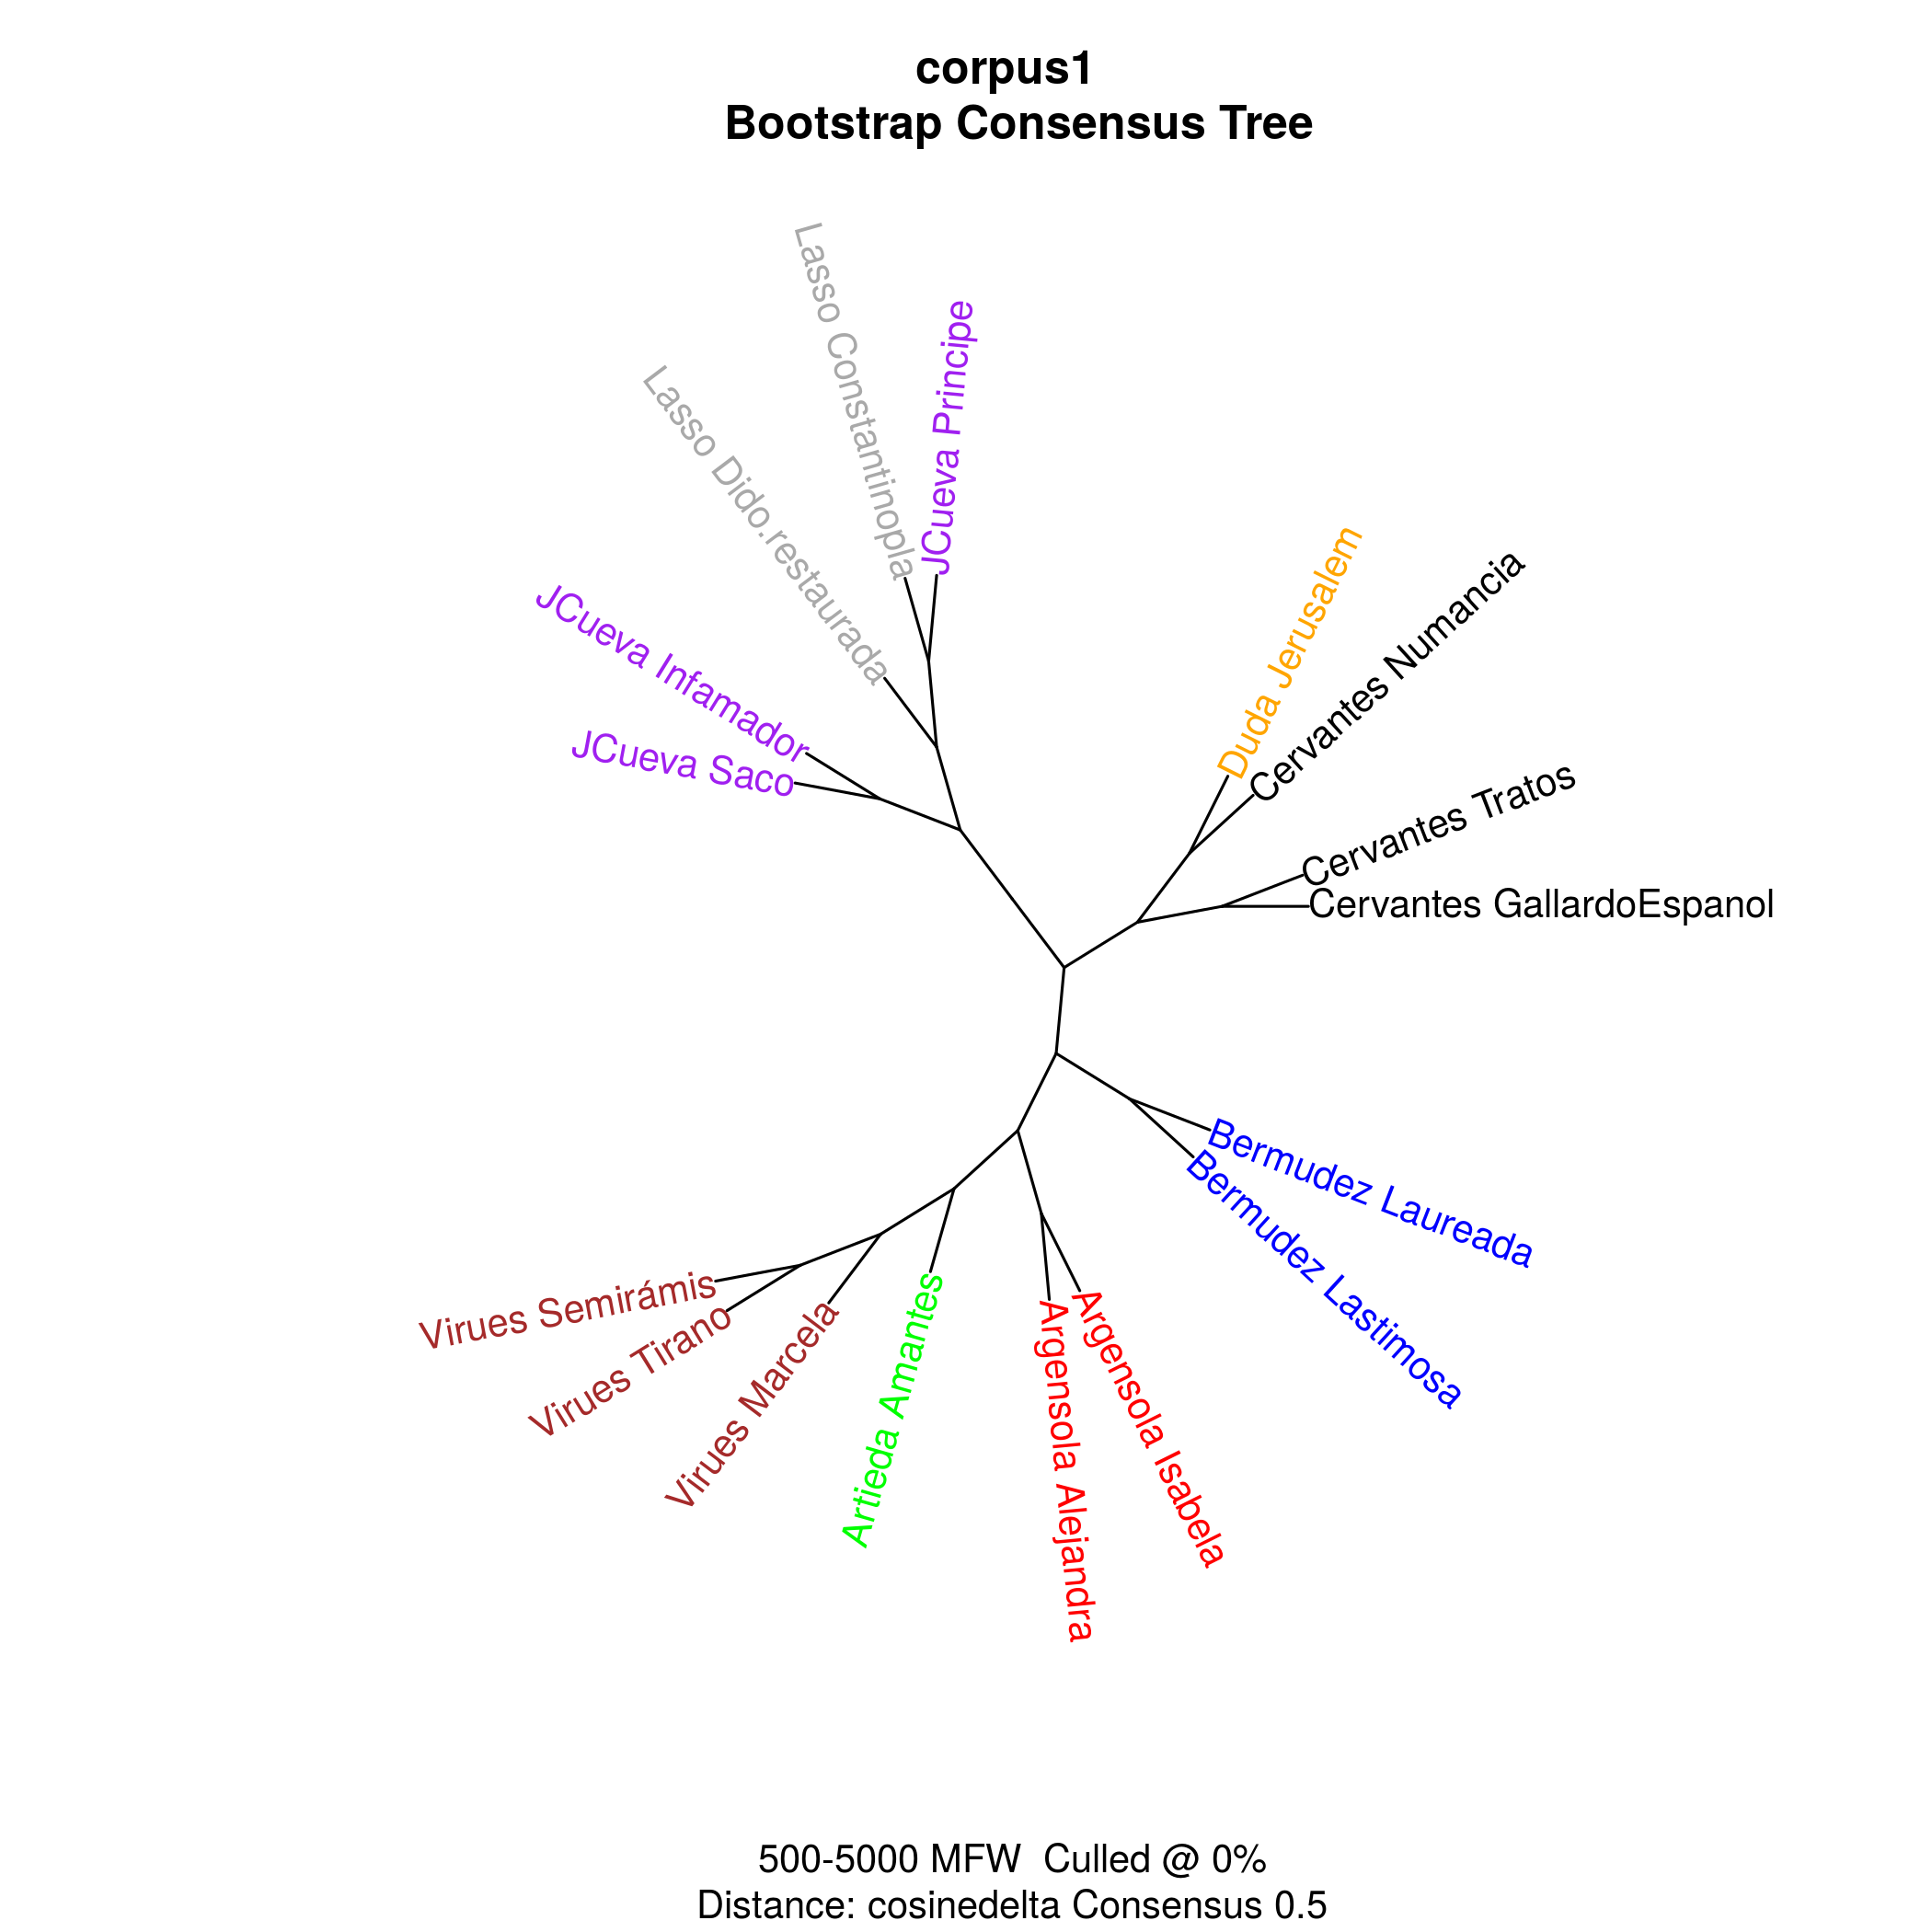 corpus1
Bootstrap Consensus Tree
Lasso Constantinopla
JCueva Principe
Lasso Dido.restaurada
JCueva Infamador
JCueva Saco
Duda Jerusalem
Cervantes Numancia
Cervantes Tratos
Cervantes GallardoEspanol
Bermudez Laureada
Bermudez Lastimosa
Argensola Isabela
Argensola Alejandra
Artieda Amantes
Virues Marcela
Virues Tirano
Virues Semirámis
500-5000 MFW  Culled @ 0%
Distance: cosinedelta Consensus 0.5